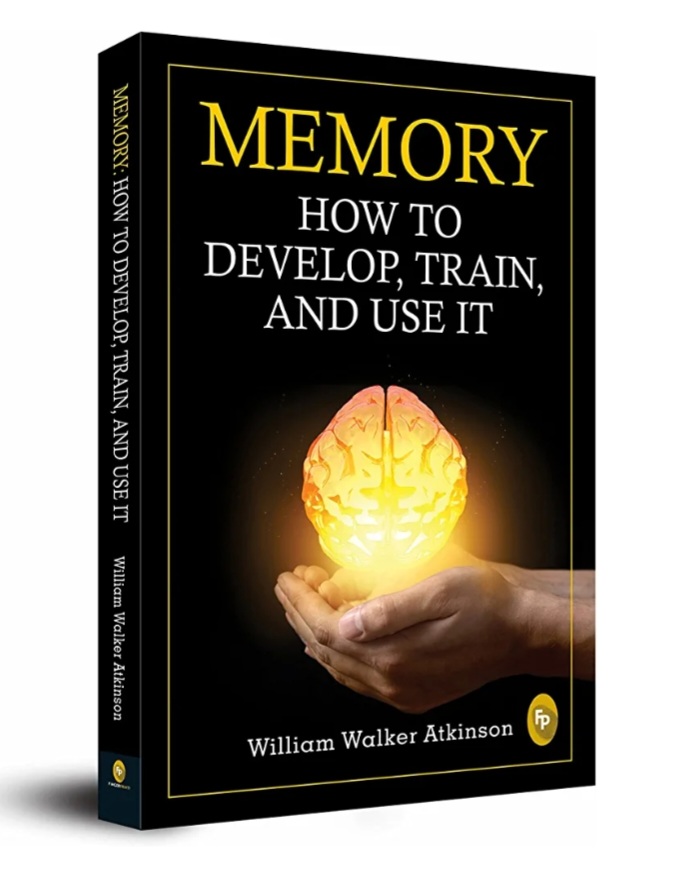 MEMORY
HOW TO
DEVELOP, TRAIN,
AND USE IT
William Walker Atkinson
FP
MEMORY: HOW TO DEVELOP, TRAIN, AND USE IT
William Walker Atkinson
FP